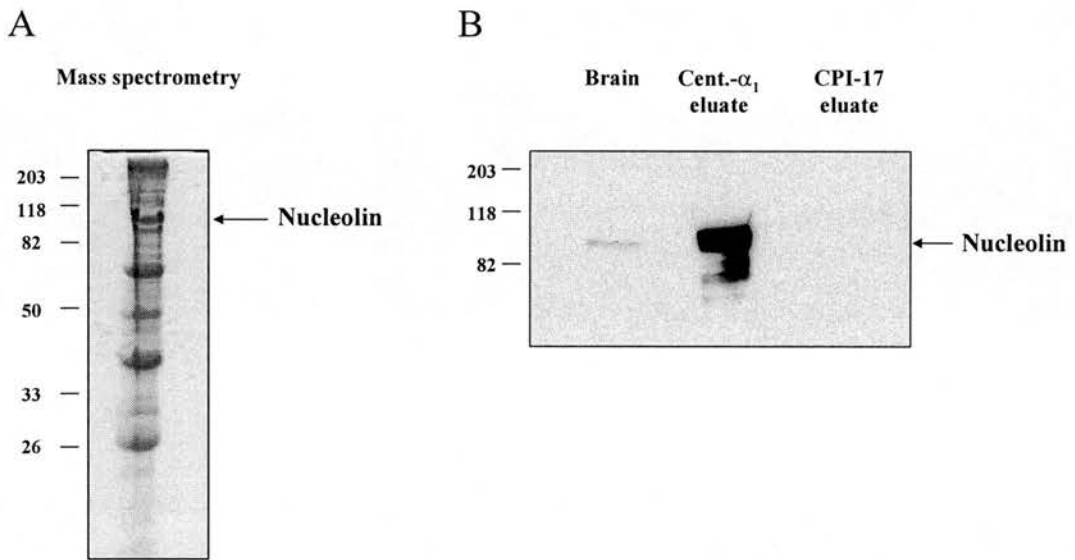 A
Mass spectrometry
203
118
82
50
33
26
Nucleolin
B
Brain
Cent.-α₁ eluate
CPI-17 eluate
203
118
82
Nucleolin